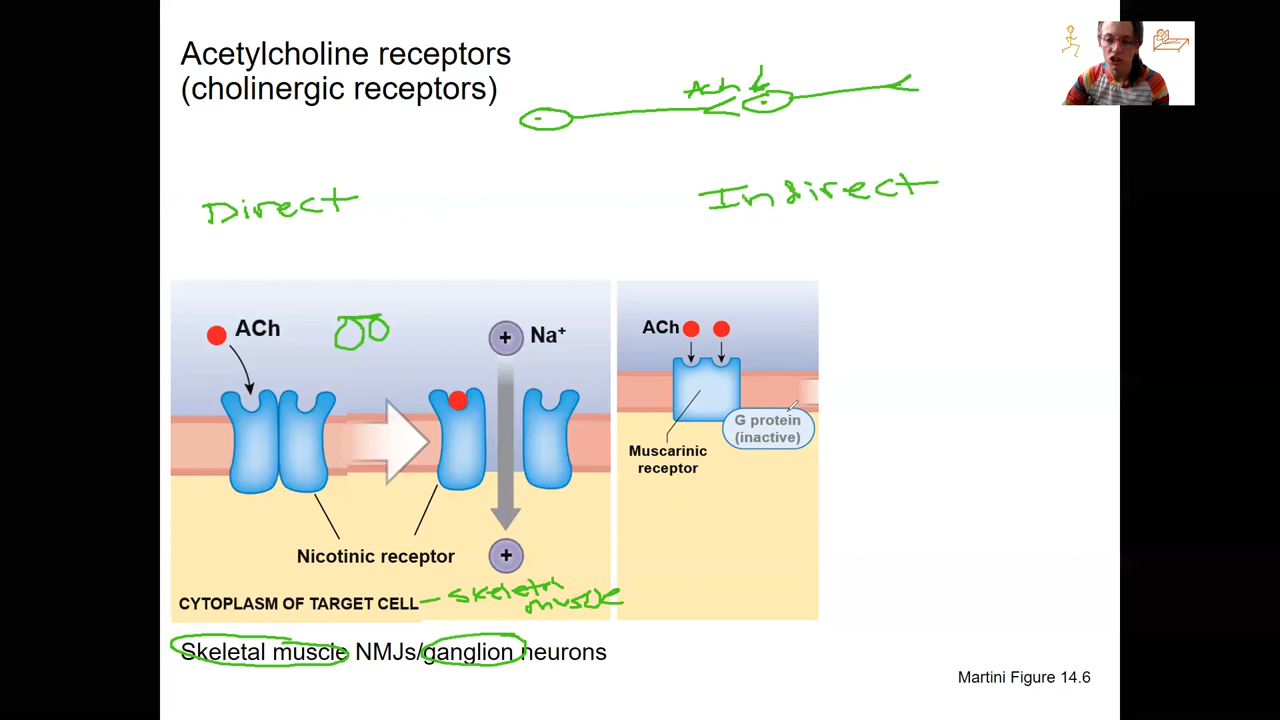 Acetylcholine receptors
(cholinergic receptors)
ACh
Direct
Indirect
ACh
Na⁺
+
Nicotinic receptor
+
CYTOPLASM OF TARGET CELL – skeletal
muscle
ACh
G protein
(inactive)
Muscarinic
receptor
Skeletal muscle NMJs/ganglion neurons
Martini Figure 14.6